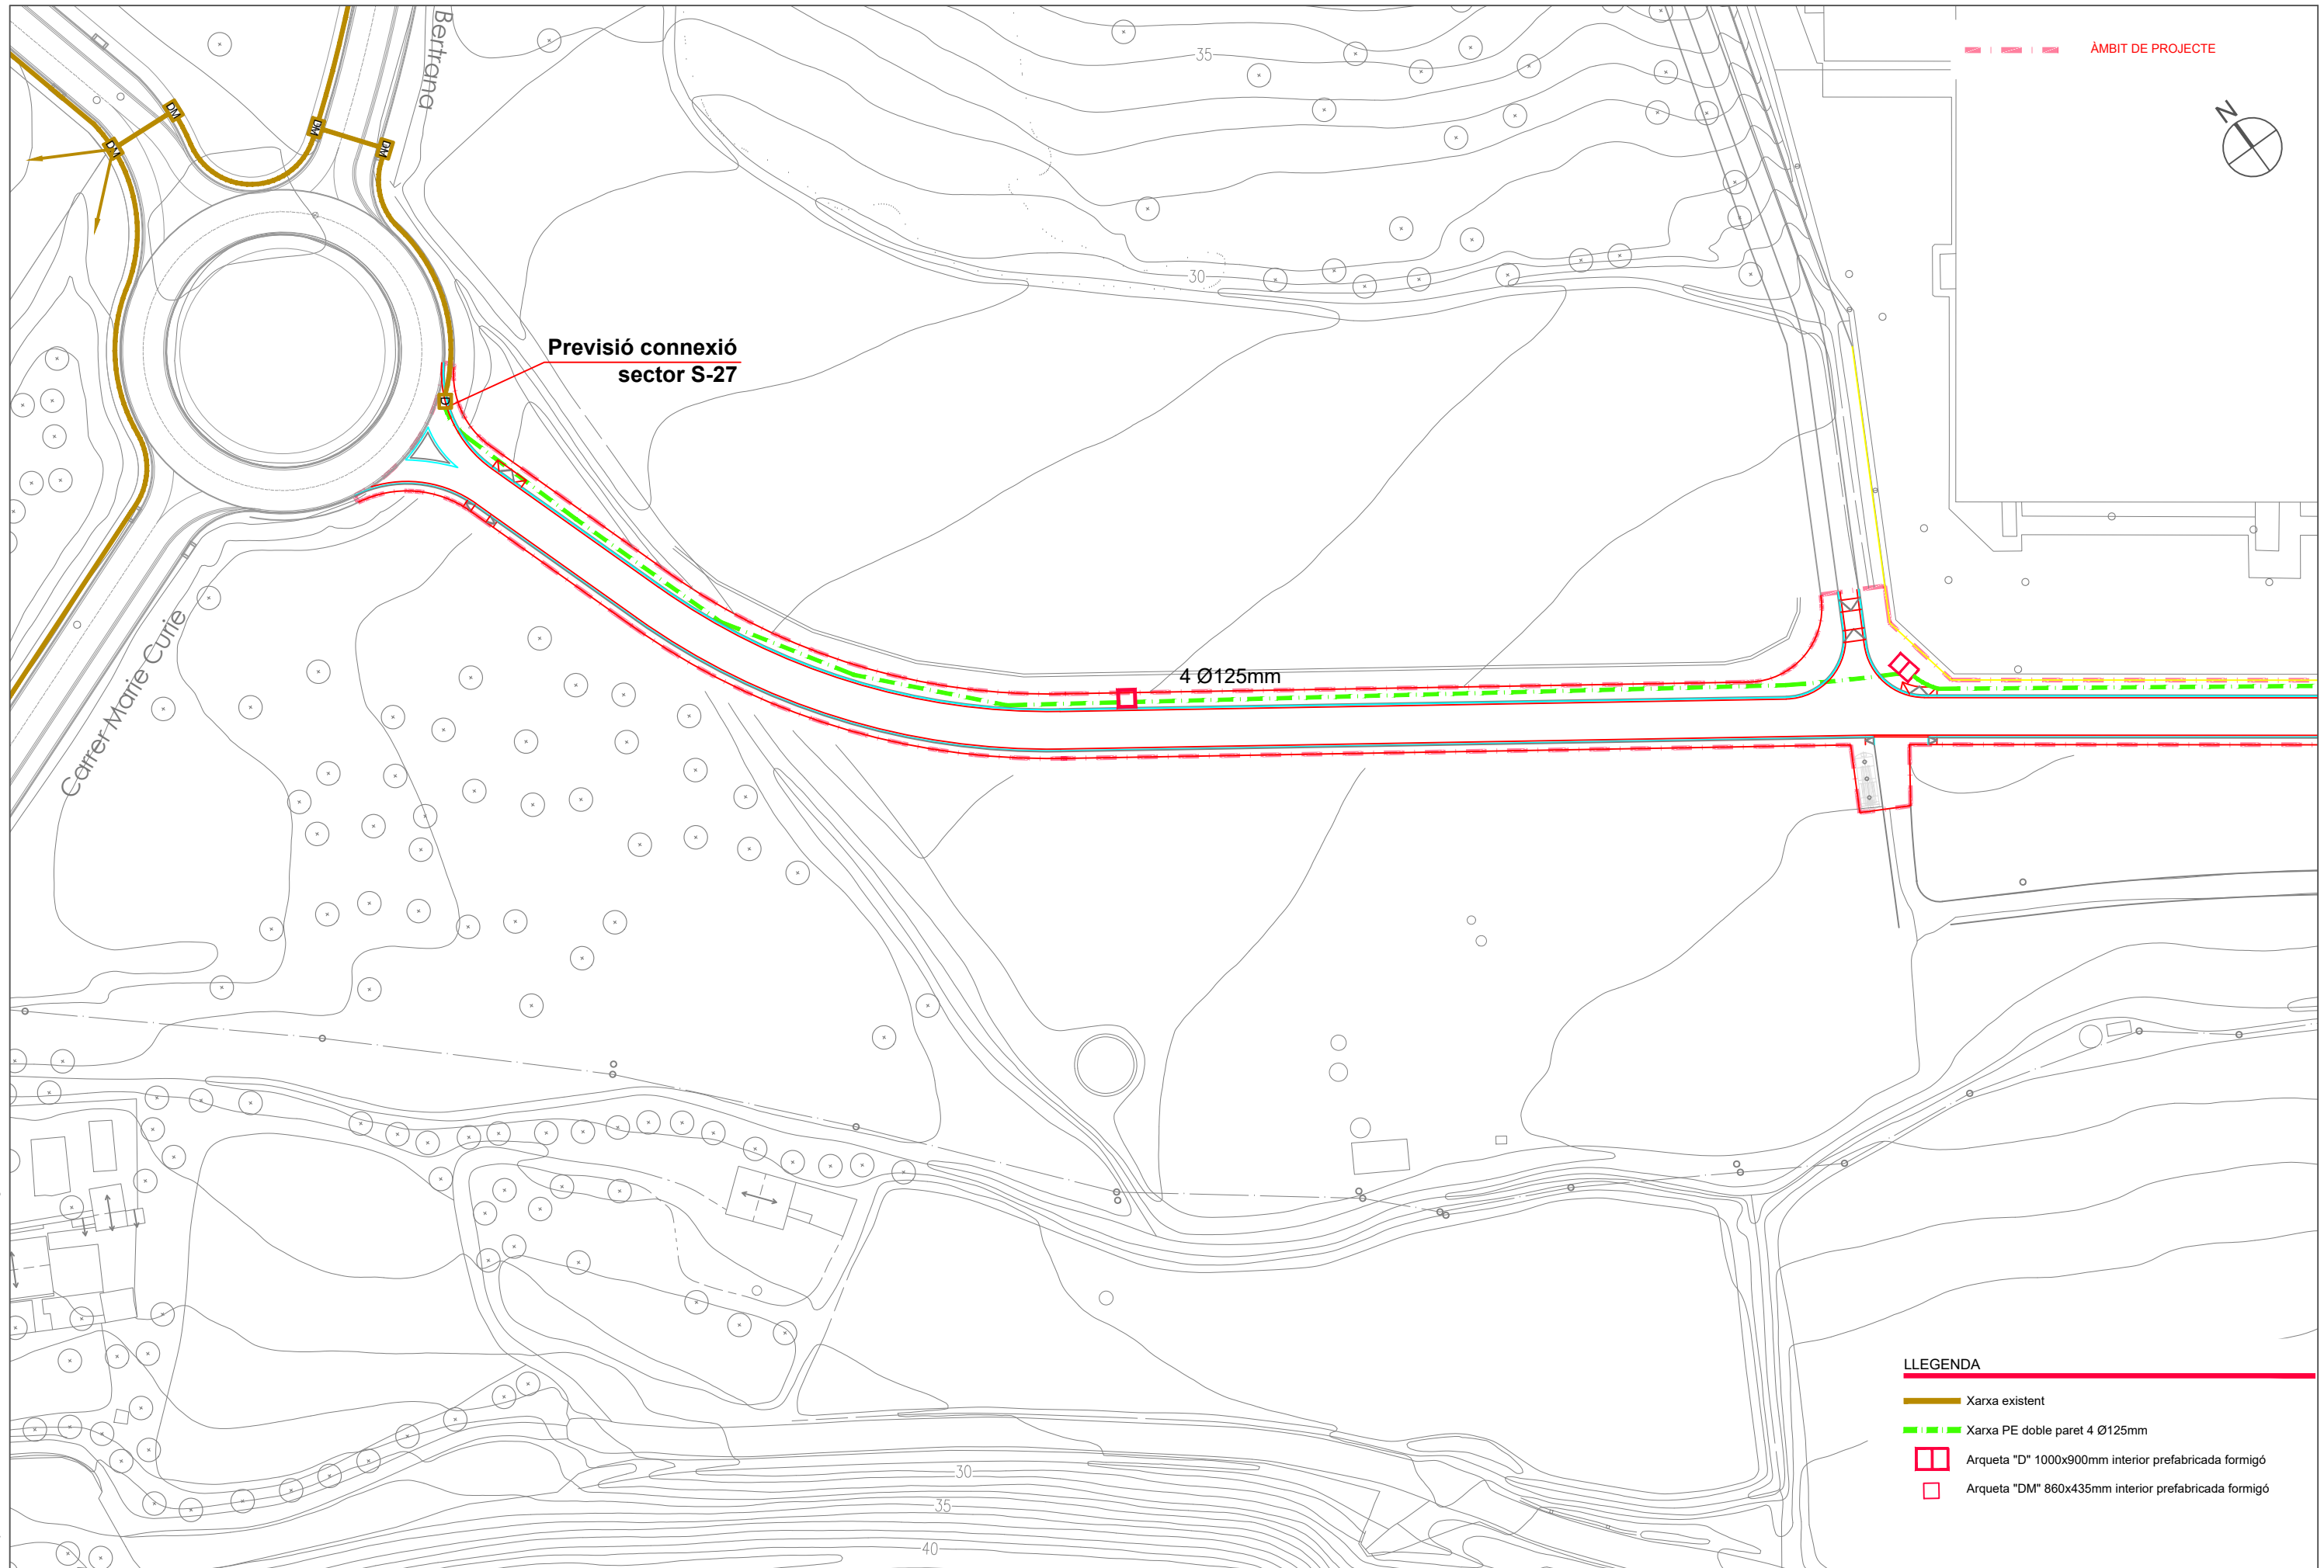 Bertrana
35
ÀMBIT DE PROJECTE
N
DM
DM
DM
DM
30
Previsió connexió
sector S-27
D
4 Ø125mm
Carrer Marie Curie
LLEGENDA
Xarxa existent
Xarxa PE doble paret 4 Ø125mm
Arqueta "D" 1000x900mm interior prefabricada formigó
Arqueta "DM" 860x435mm interior prefabricada formigó
30
35
40